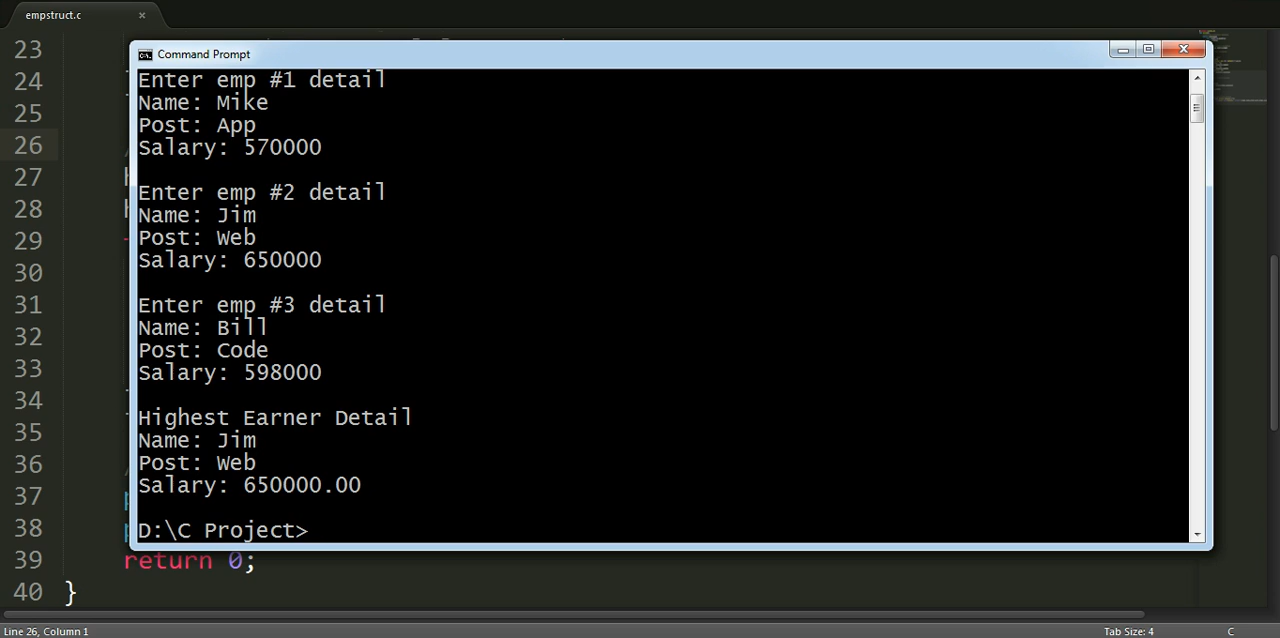 empstruct.c
Command Prompt
Enter emp #1 detail
Name: Mike
Post: App
Salary: 570000
Enter emp #2 detail
Name: Jim
Post: Web
Salary: 650000
Enter emp #3 detail
Name: Bill
Post: Code
Salary: 598000
Highest Earner Detail
Name: Jim
Post: Web
Salary: 650000.00
D:\C Project>
23
24
25
26
27
28
29
30
31
32
33
34
35
36
37
38
39 return 0;
40 }
Line 26, Column 1
Tab Size: 4
C